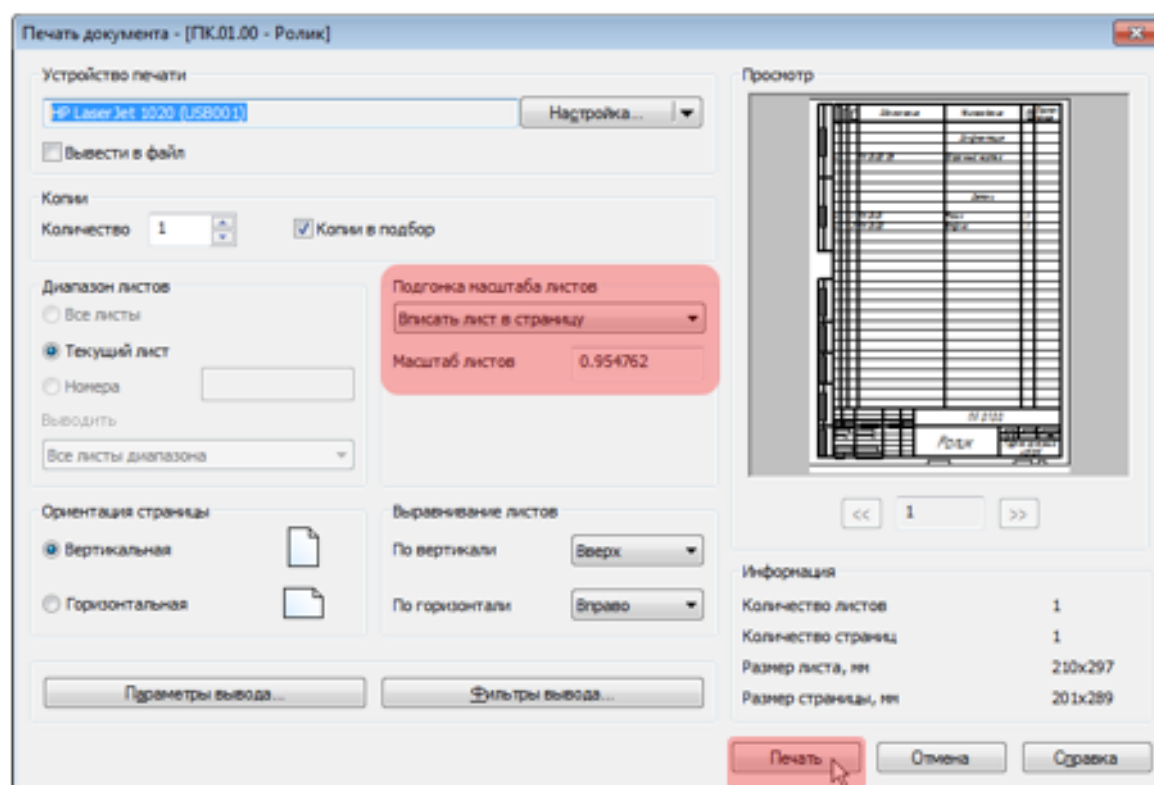 Печать документа - [ПК.01.00 - Ролик]
Устройство печати
HP LaserJet 1020 (USB001)
Настройка...
Вывести в файл
Копии
Количество 1
Копии в подбор
Диапазон листов
Все листы
Текущий лист
Номера
Выводить
Все листы диапазона
Подгонка масштаба листов
Вписать лист в страницу
Масштаб листов 0.954762
Ориентация страницы
Вертикальная
Горизонтальная
Выравнивание листов
По вертикали Вверх
По горизонтали Вправо
Параметры вывода...
Фильтры вывода...
Просмотр
Ролик
<< 1 >>
Информация
Количество листов 1
Количество страниц 1
Размер листа, мм 210x297
Размер страницы, мм 201x289
Печать
Отмена
Справка